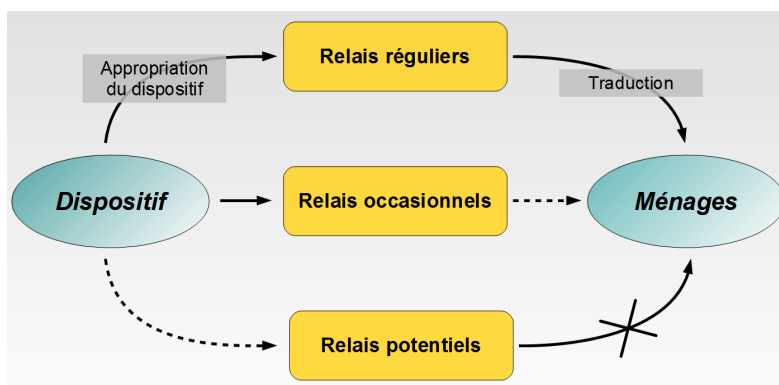 Relais réguliers
Appropriation
du dispositif
Traduction
Dispositif
Relais occasionnels
Ménages
Relais potentiels